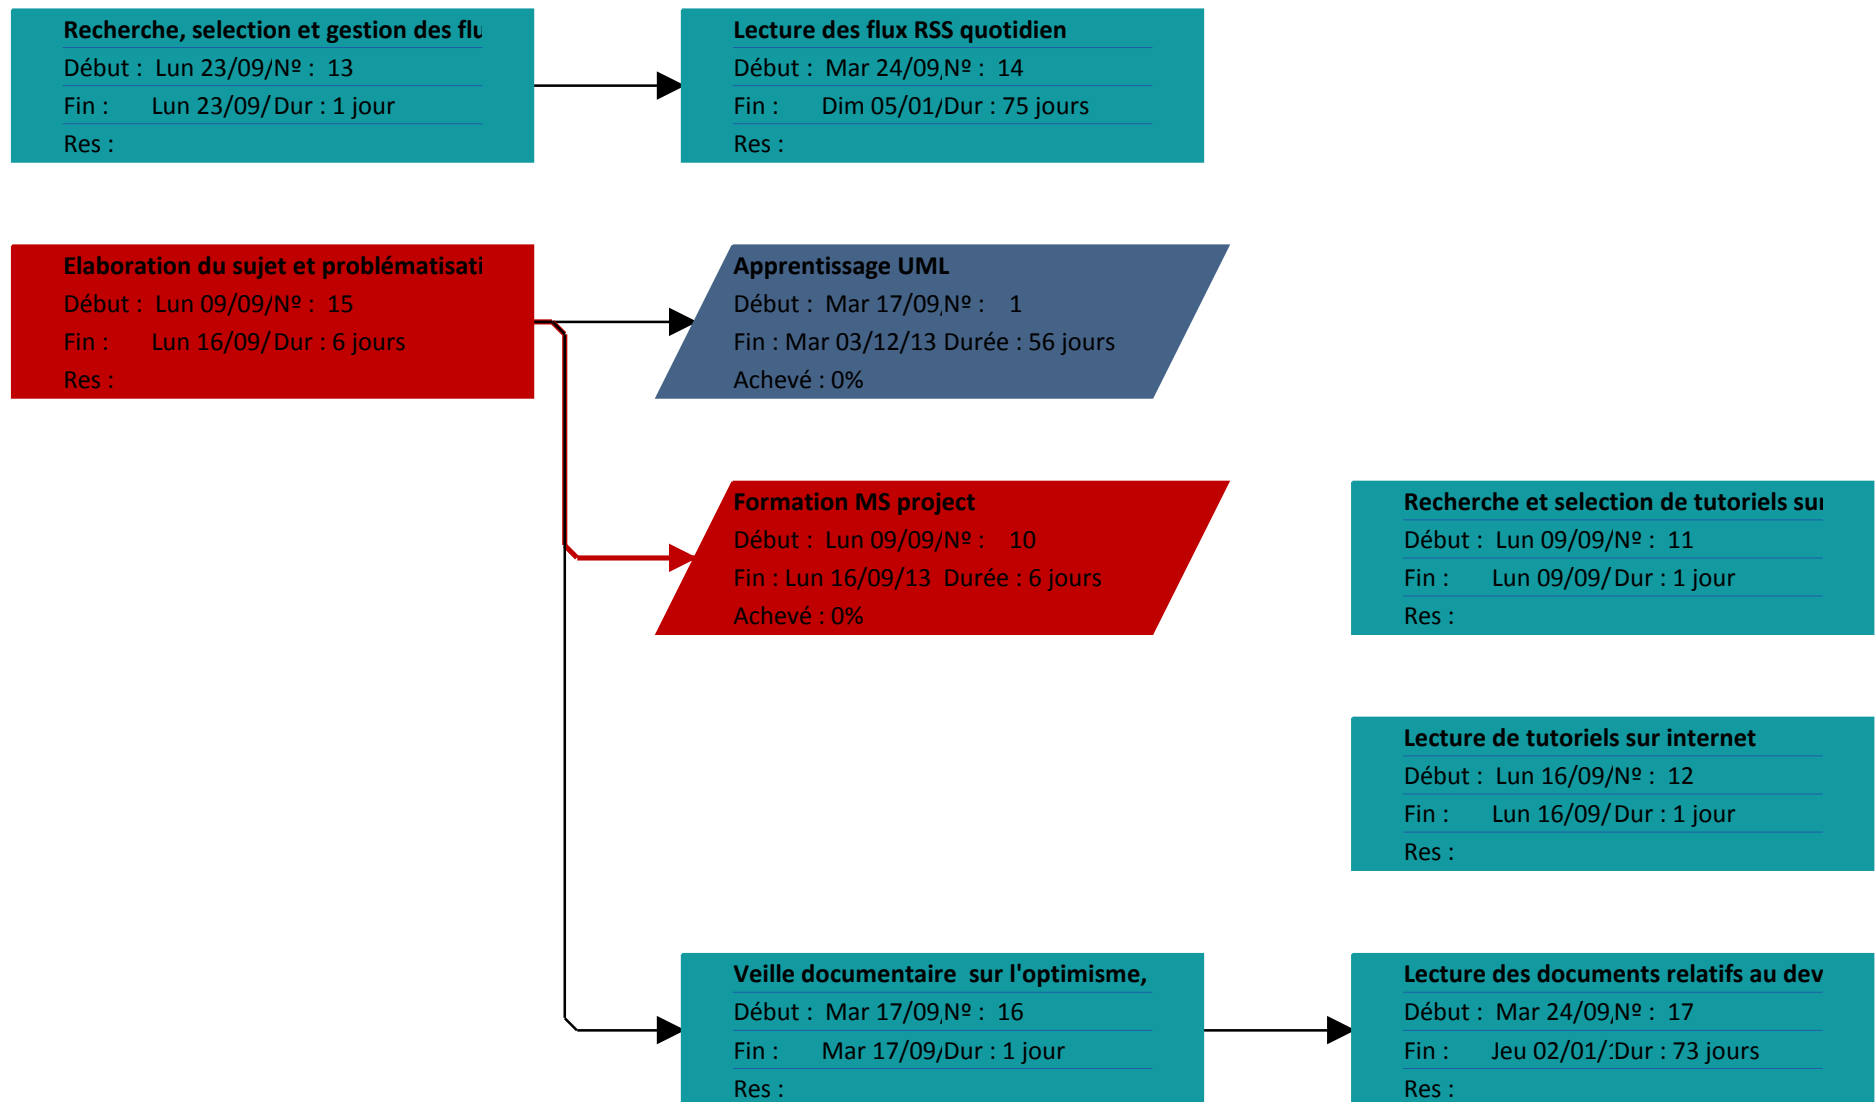 Recherche, selection et gestion des flu
Début : Lun 23/09/Nº : 13
Fin : Lun 23/09/Dur : 1 jour
Res :
Lecture des flux RSS quotidien
Début : Mar 24/09/Nº : 14
Fin : Dim 05/01/Dur : 75 jours
Res :
Elaboration du sujet et problématisati
Début : Lun 09/09/Nº : 15
Fin : Lun 16/09/Dur : 6 jours
Res :
Apprentissage UML
Début : Mar 17/09/Nº : 1
Fin : Mar 03/12/13 Durée : 56 jours
Achevé : 0%
Formation MS project
Début : Lun 09/09/Nº : 10
Fin : Lun 16/09/13 Durée : 6 jours
Achevé : 0%
Recherche et selection de tutoriels sur
Début : Lun 09/09/Nº : 11
Fin : Lun 09/09/Dur : 1 jour
Res :
Lecture de tutoriels sur internet
Début : Lun 16/09/Nº : 12
Fin : Lun 16/09/Dur : 1 jour
Res :
Veille documentaire sur l'optimisme,
Début : Mar 17/09/Nº : 16
Fin : Mar 17/09/Dur : 1 jour
Res :
Lecture des documents relatifs au dev
Début : Mar 24/09/Nº : 17
Fin : Jeu 02/01/Dur : 73 jours
Res :